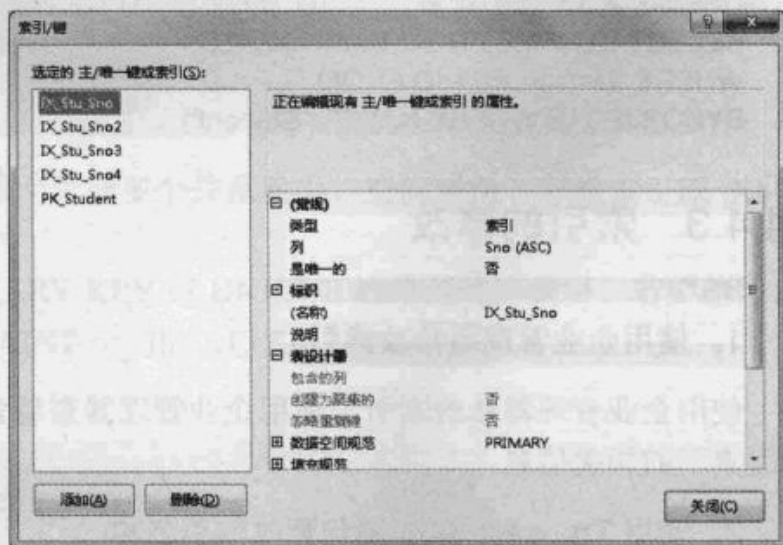 索引/键
选定的 主/唯一键或索引(S):
IX_Stu_Sno
IX_Stu_Sno2
IX_Stu_Sno3
IX_Stu_Sno4
PK_Student
正在编辑现有 主/唯一键或索引 的属性。
(常规)
类型 索引
列 Sno (ASC)
是唯一的 否
标识
(名称) IX_Stu_Sno
说明
表设计器
包含的列
创建为聚集的 否
忽略重复键 否
数据空间规范 PRIMARY
填充规范
添加(A) 删除(D)
关闭(C)